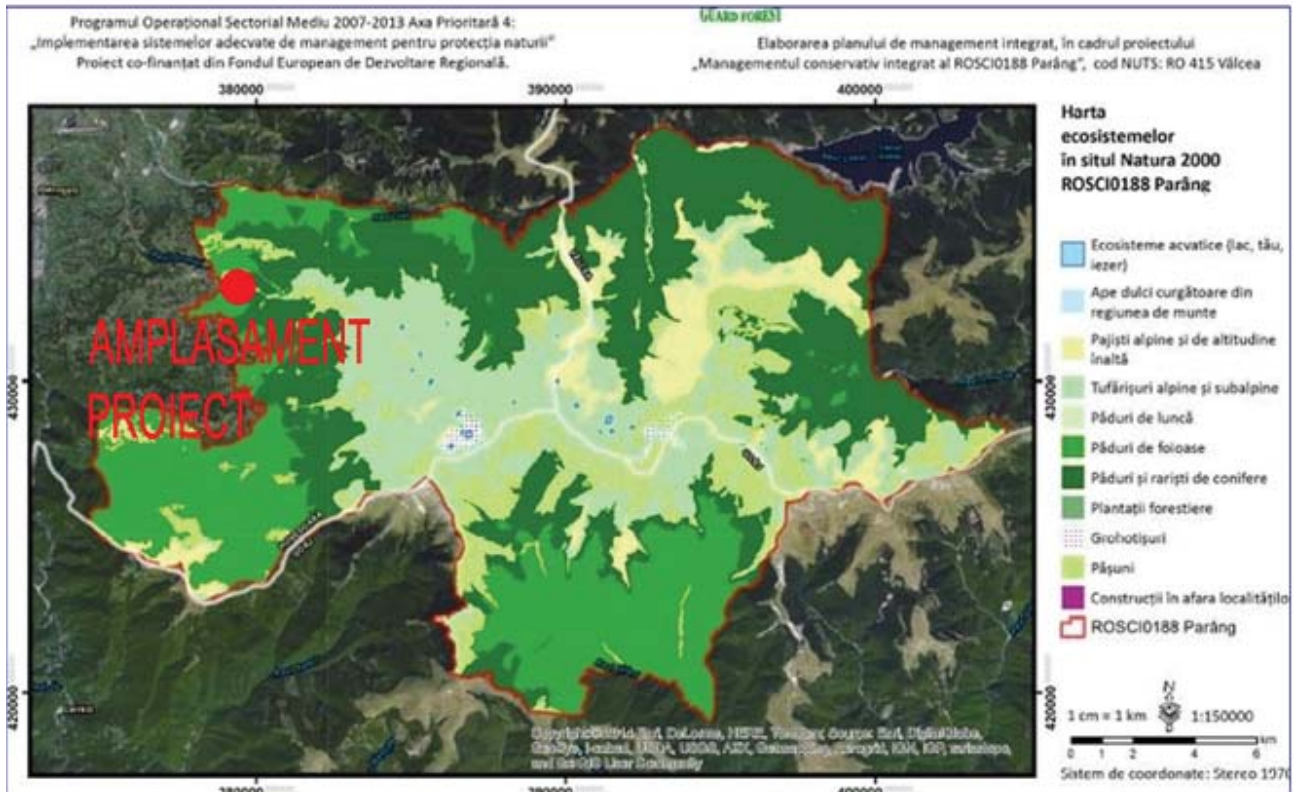 Programul Operațional Sectorial Mediu 2007-2013 Axa Prioritară 4:
„Implementarea sistemelor adecvate de management pentru protecția naturii”
Proiect co-finanțat din Fondul European de Dezvoltare Regională.
GUARD FOREST
Elaborarea planului de management integrat, în cadrul proiectului
„Managementul conservativ integrat al ROSCI0188 Parâng”, cod NUTS: RO 415 Vâlcea
380000
390000
400000
Harta
ecosistemelor
în situl Natura 2000
ROSCI0188 Parâng
Ecosisteme acvatice (lac, tău,
iezer)
Ape dulci curgătoare din
regiunea de munte
Pajiști alpine si de altitudine
înaltă
Tufărișuri alpine și subalpine
Păduri de luncă
Păduri de foioase
Păduri și rariști de conifere
Plantații forestiere
Grohotișuri
Pășuni
Construcții în afara localităților
ROSCI0188 Parâng
AMPLASAMENT
PROIECT
430000
430000
420000
420000
N
1 cm = 1 km
1:150000
0 2 4 6
km
Sistem de coordonate: Stereo 1970
380000
390000
400000